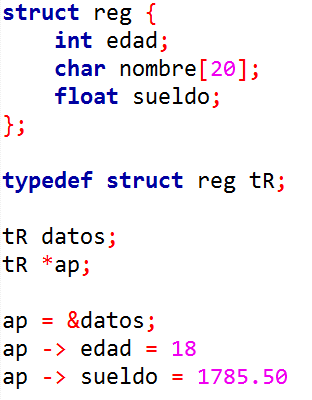 struct reg {
    int edad;
    char nombre[20];
    float sueldo;
};

typedef struct reg tR;

tR datos;
tR *ap;

ap = &datos;
ap -> edad = 18
ap -> sueldo = 1785.50